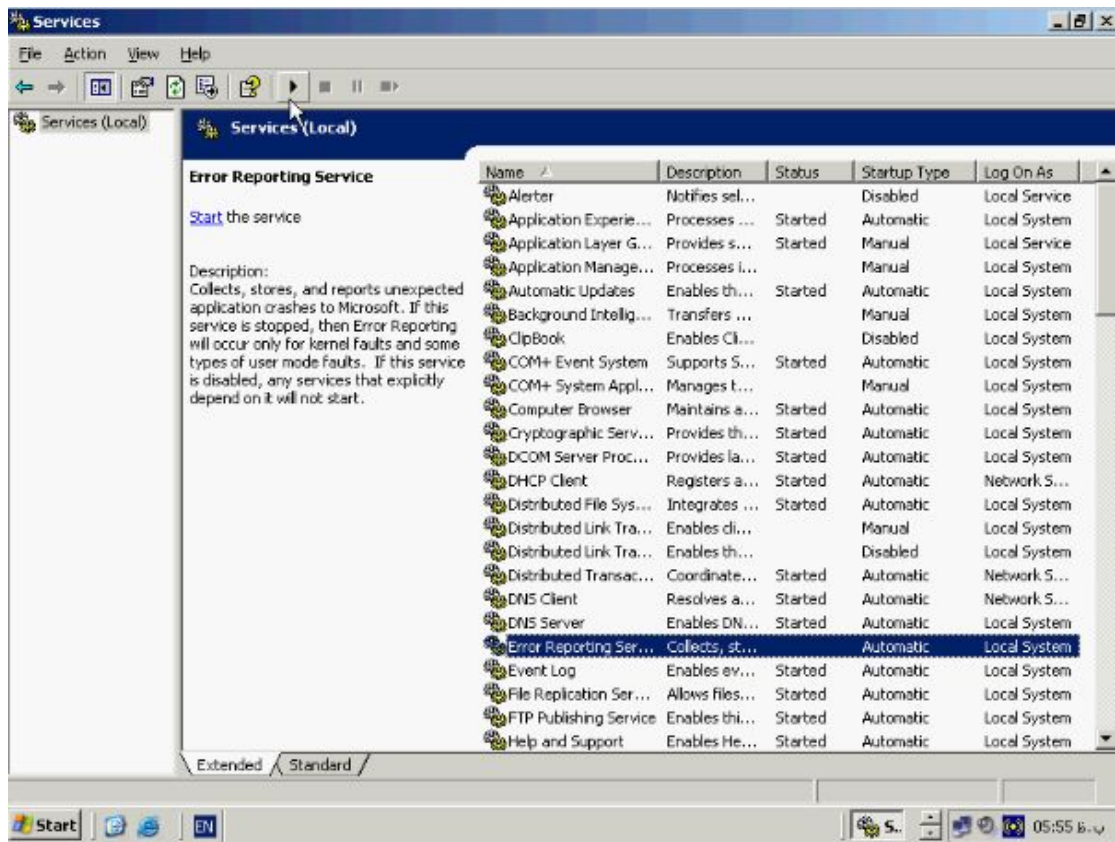 Services
File Action View Help
Services (Local)
Services (Local)
Error Reporting Service
Start the service
Description:
Collects, stores, and reports unexpected
application crashes to Microsoft. If this
service is stopped, then Error Reporting
will occur only for kernel faults and some
types of user mode faults. If this service
is disabled, any services that explicitly
depend on it will not start.
Name Description Status Startup Type Log On As
Alerter Notifies sel... Disabled Local Service
Application Experie... Processes ... Started Automatic Local System
Application Layer G... Provides s... Started Manual Local Service
Application Manage... Processes i... Manual Local System
Automatic Updates Enables th... Started Automatic Local System
Background Intellig... Transfers ... Manual Local System
ClipBook Enables Cli... Disabled Local System
COM+ Event System Supports S... Started Automatic Local System
COM+ System Appl... Manages t... Manual Local System
Computer Browser Maintains a... Started Automatic Local System
Cryptographic Serv... Provides th... Started Automatic Local System
DCOM Server Proc... Provides la... Started Automatic Local System
DHCP Client Registers a... Started Automatic Network S...
Distributed File Sys... Integrates ... Started Automatic Local System
Distributed Link Tra... Enables cli... Manual Local System
Distributed Link Tra... Enables th... Disabled Local System
Distributed Transac... Coordinate... Started Automatic Network S...
DNS Client Resolves a... Started Automatic Network S...
DNS Server Enables DN... Started Automatic Local System
Error Reporting Ser... Collects, st... Automatic Local System
Event Log Enables ev... Started Automatic Local System
File Replication Ser... Allows files... Started Automatic Local System
FTP Publishing Service Enables thi... Started Automatic Local System
Help and Support Enables He... Started Automatic Local System
Extended Standard
Start EN S.. 05:55 ب.ظ